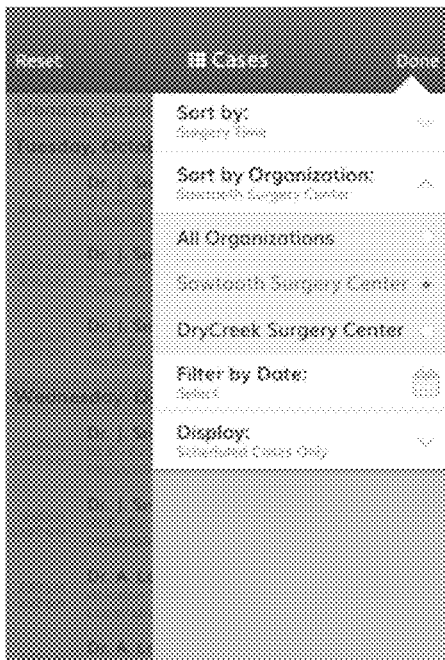 Reset
Cases
Done
Sort by:
Surgery Time
Sort by Organization:
Sawtooth Surgery Center
All Organizations
Sawtooth Surgery Center
DryCreek Surgery Center
Filter by Date:
Select
Display:
Scheduled Cases Only